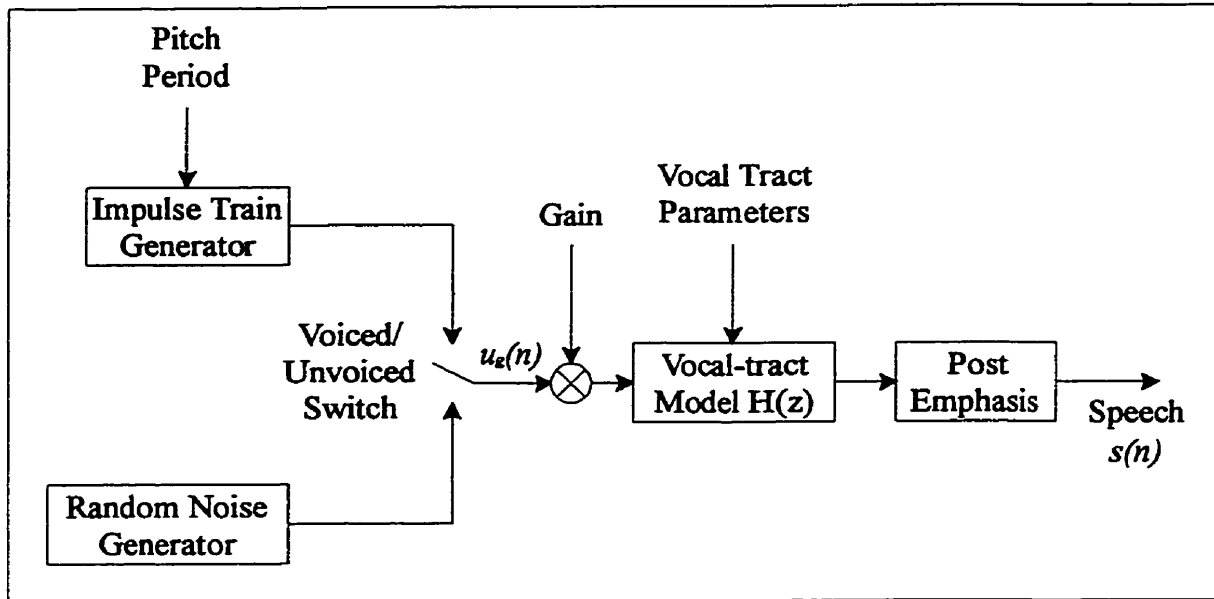 Pitch
Period
Impulse Train
Generator
Gain
Vocal Tract
Parameters
Voiced/
Unvoiced
Switch
u_g(n)
Vocal-tract
Model H(z)
Post
Emphasis
Speech
s(n)
Random Noise
Generator